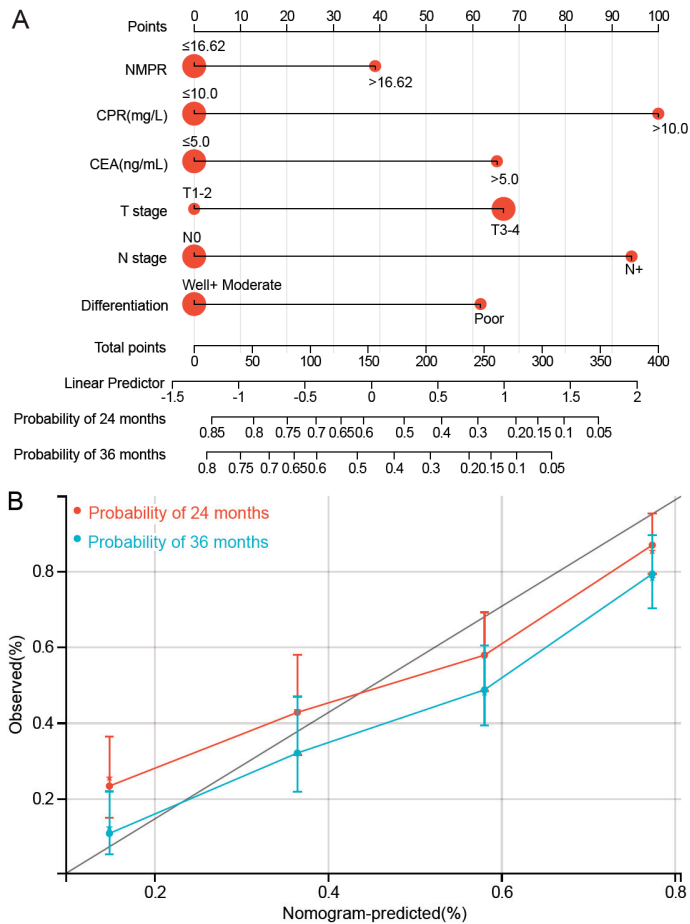 A
Points
0 10 20 30 40 50 60 70 80 90 100
≤16.62
NMPR
>16.62
≤10.0
CPR(mg/L)
>10.0
≤5.0
CEA(ng/mL)
>5.0
T1-2
T stage
T3-4
N0
N stage
N+
Well+ Moderate
Differentiation
Poor
Total points
0 50 100 150 200 250 300 350 400
Linear Predictor
-1.5 -1 -0.5 0 0.5 1 1.5 2
Probability of 24 months
0.85 0.8 0.75 0.7 0.65 0.6 0.5 0.4 0.3 0.2 0.15 0.1 0.05
Probability of 36 months
0.8 0.75 0.7 0.65 0.6 0.5 0.4 0.3 0.2 0.15 0.1 0.05
B
Probability of 24 months
Probability of 36 months
Observed(%)
0.8
0.6
0.4
0.2
0.2 0.4 0.6 0.8
Nomogram-predicted(%)